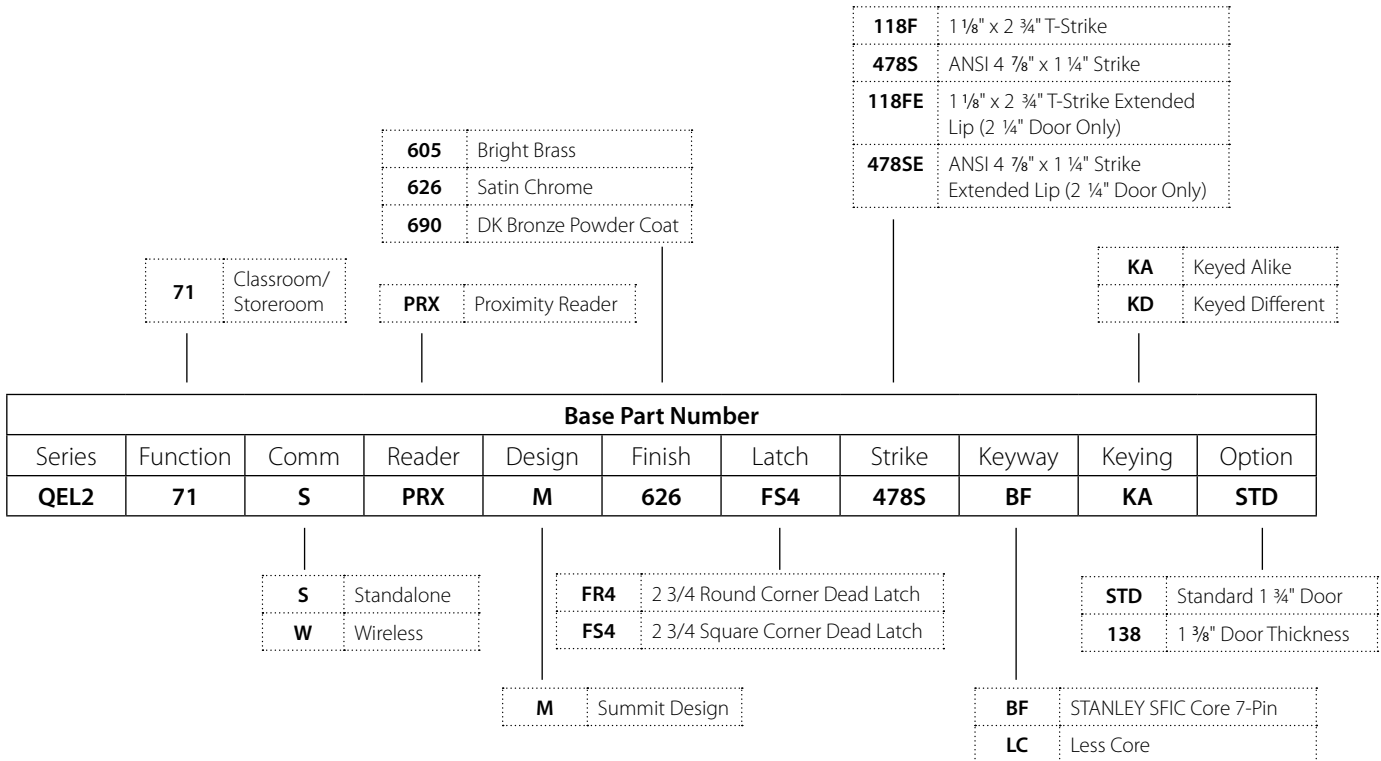 118F 1 ⅛" x 2 ¾" T-Strike
478S ANSI 4 ⅞" x 1 ¼" Strike
118FE 1 ⅛" x 2 ¾" T-Strike Extended
Lip (2 ¼" Door Only)
478SE ANSI 4 ⅞" x 1 ¼" Strike
Extended Lip (2 ¼" Door Only)
605 Bright Brass
626 Satin Chrome
690 DK Bronze Powder Coat
71 Classroom/
Storeroom
PRX Proximity Reader
KA Keyed Alike
KD Keyed Different
Base Part Number
Series Function Comm Reader Design Finish Latch Strike Keyway Keying Option
QEL2 71 S PRX M 626 FS4 478S BF KA STD
S Standalone
W Wireless
FR4 2 3/4 Round Corner Dead Latch
FS4 2 3/4 Square Corner Dead Latch
STD Standard 1 ¾" Door
138 1 ⅜" Door Thickness
M Summit Design
BF STANLEY SFIC Core 7-Pin
LC Less Core